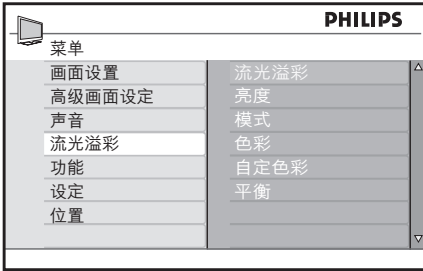 PHILIPS
菜单
画面设置
高级画面设定
声音
流光溢彩
功能
设定
位置
流光溢彩
亮度
模式
色彩
自定色彩
平衡